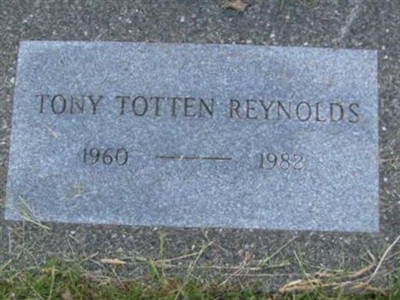 TONY TOTTEN REYNOLDS
1960 — — — 1982